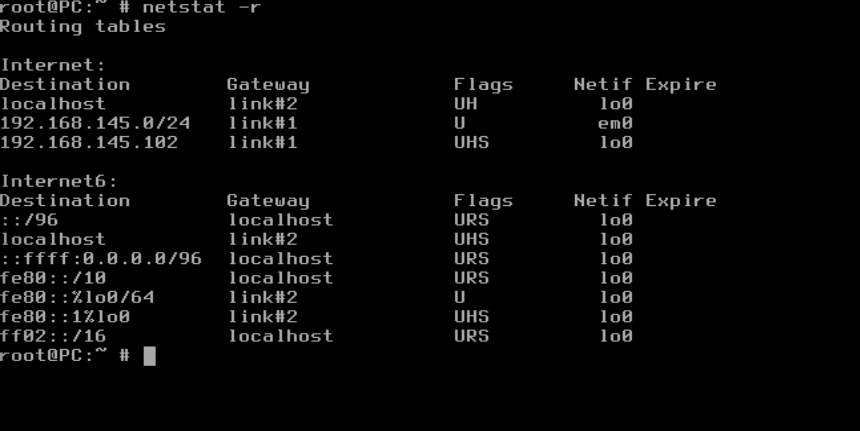 root@PC:~ # netstat -r
Routing tables
Internet:
Destination Gateway Flags Netif Expire
localhost link#2 UH lo0
192.168.145.0/24 link#1 U em0
192.168.145.102 link#1 UHS lo0
Internet6:
Destination Gateway Flags Netif Expire
::/96 localhost URS lo0
localhost link#2 UHS lo0
::ffff:0.0.0.0/96 localhost URS lo0
fe80::/10 localhost URS lo0
fe80::%lo0/64 link#2 U lo0
fe80::1%lo0 link#2 UHS lo0
ff02::/16 localhost URS lo0
root@PC:~ #